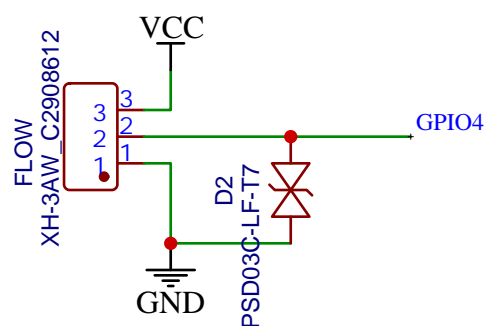 VCC
FLOW
XH-3AW_C2908612
3 3
2 2
1 1
GPIO4
D2
PSD03C-LF-T7
GND